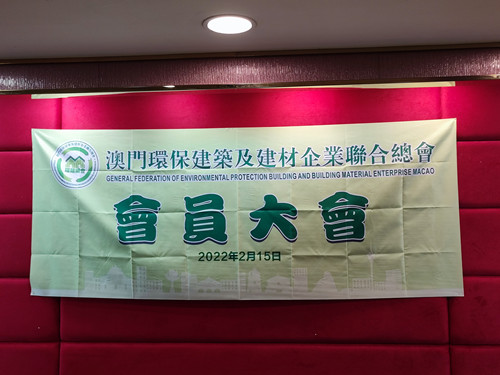 澳門環保建築及建材企業聯合總會
GENERAL FEDERATION OF ENVIRONMENTAL PROTECTION BUILDING AND BUILDING MATERIAL ENTERPRISE MACAO
會員大會
2022年2月15日